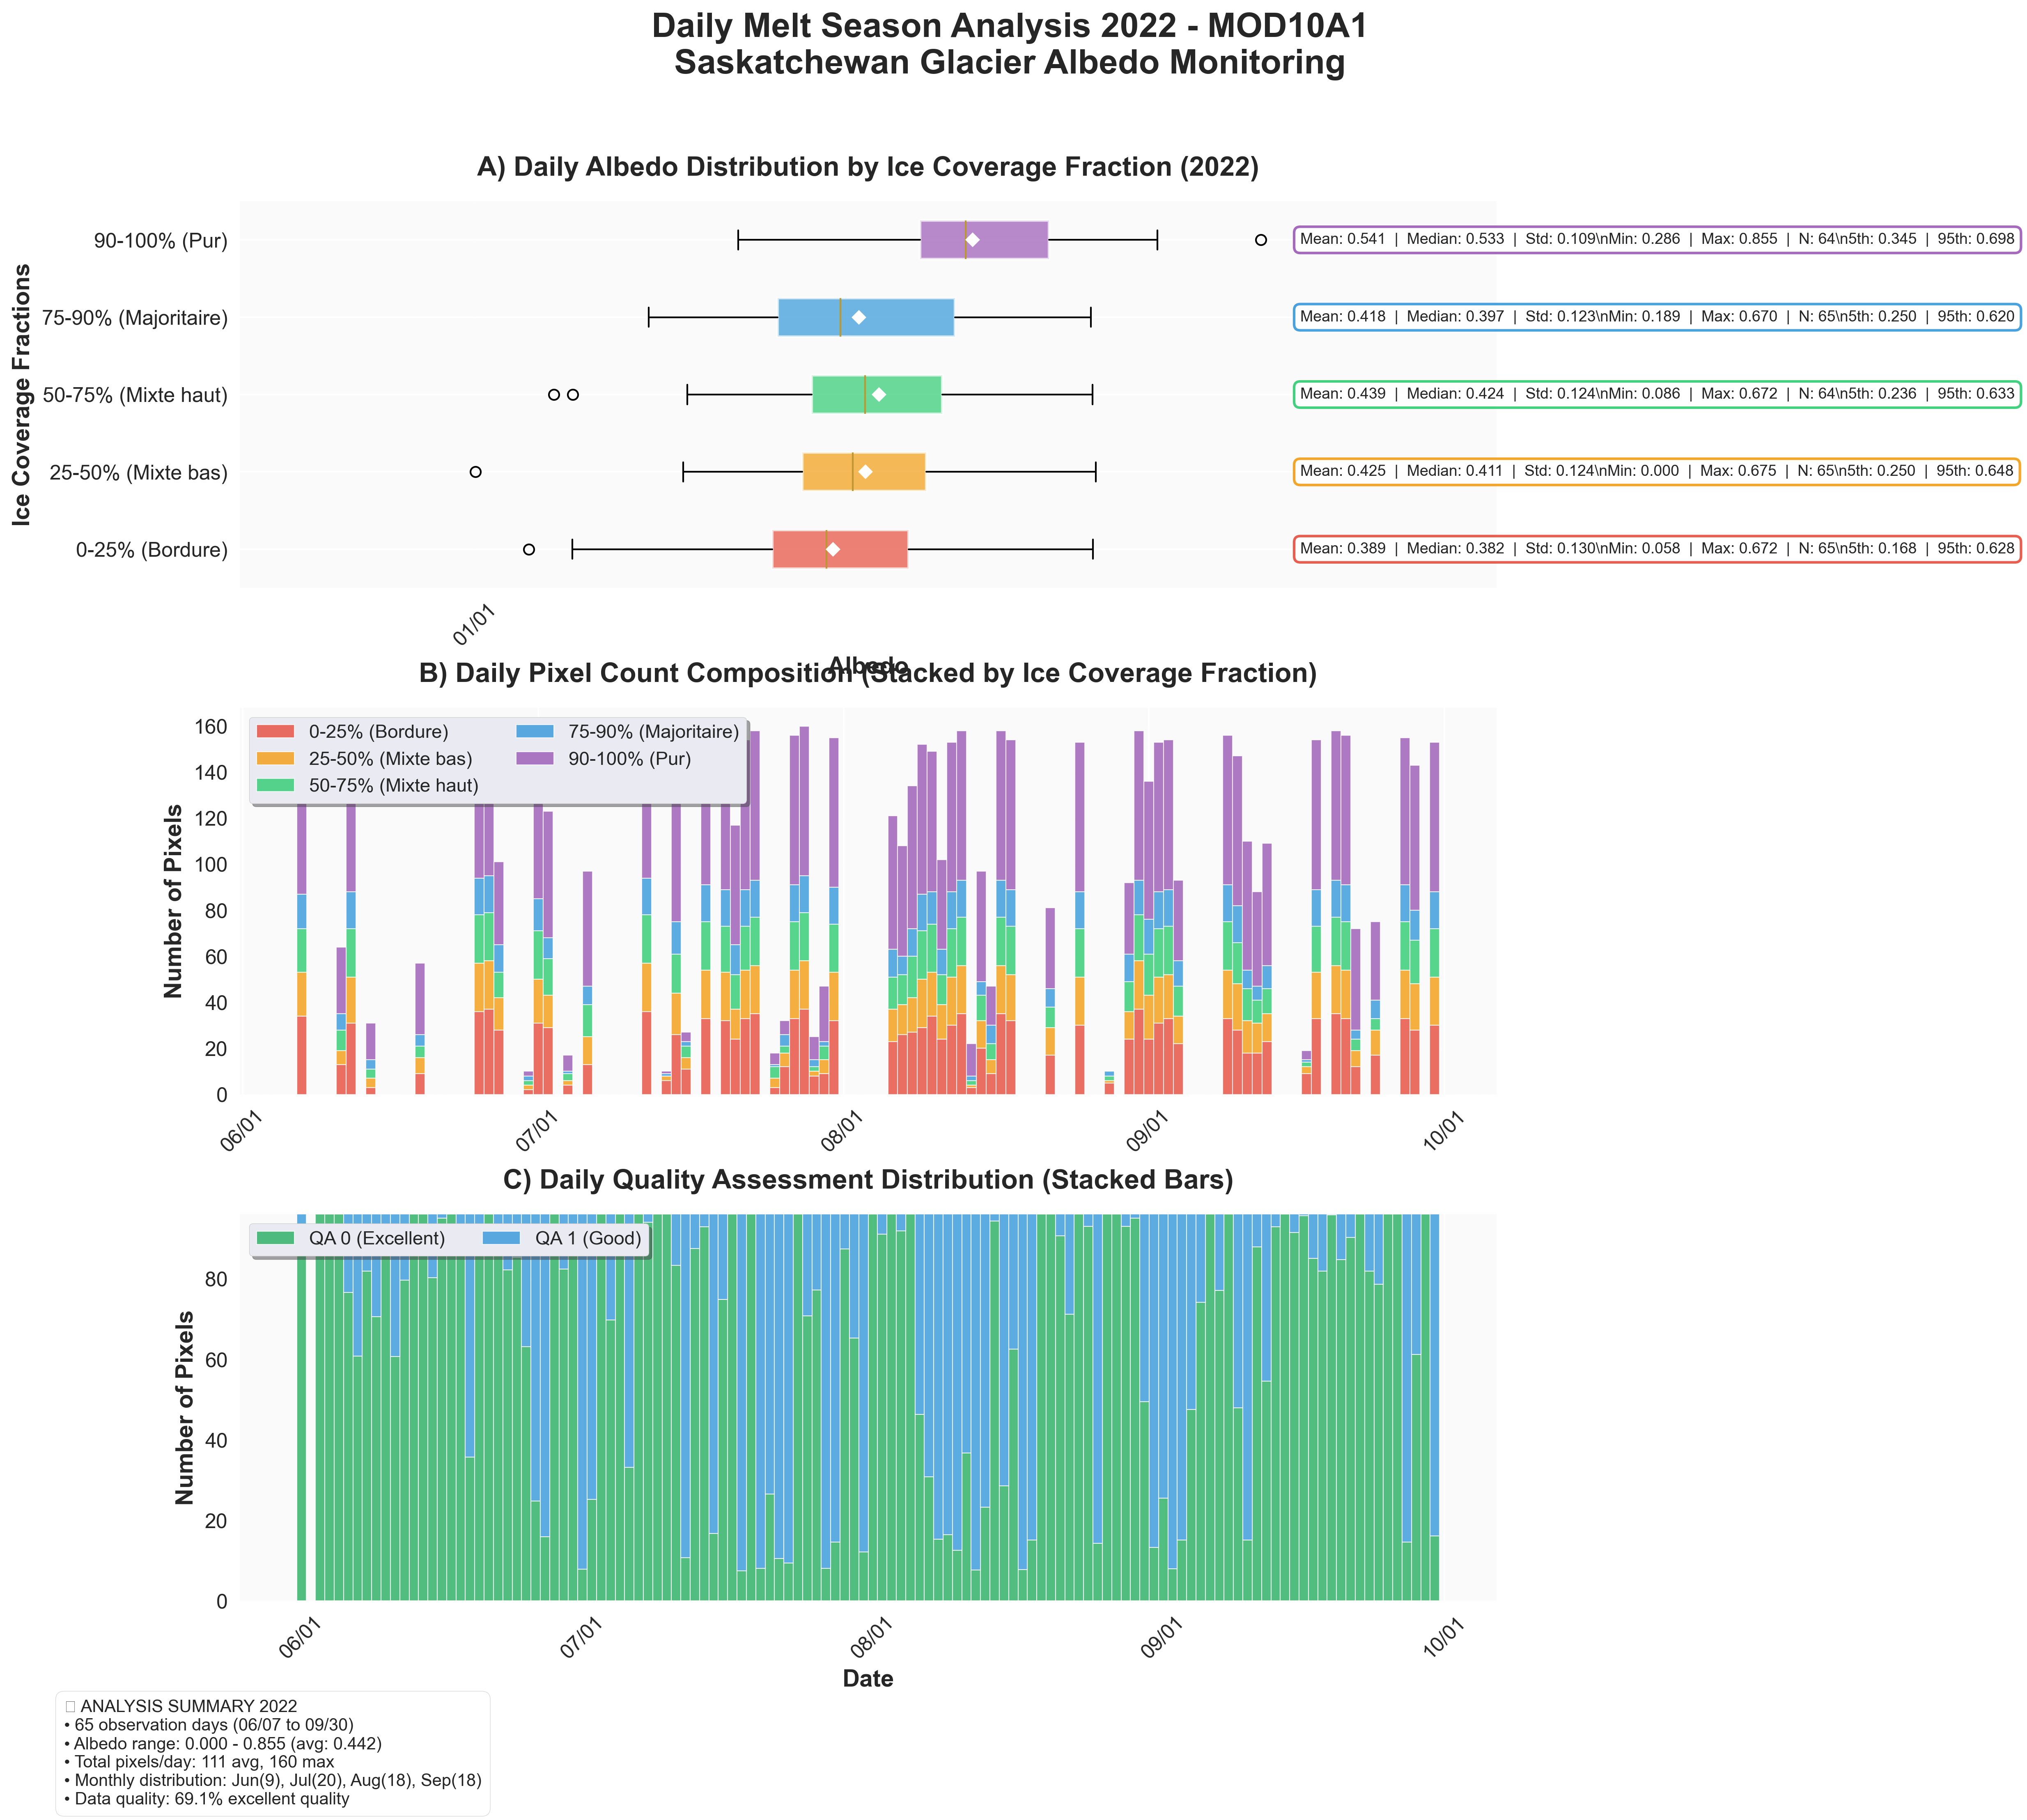 Daily Melt Season Analysis 2022 - MOD10A1
Saskatchewan Glacier Albedo Monitoring
A) Daily Albedo Distribution by Ice Coverage Fraction (2022)
Ice Coverage Fractions
90-100% (Pur)
Mean: 0.541 | Median: 0.533 | Std: 0.109\nMin: 0.286 | Max: 0.855 | N: 64\n5th: 0.345 | 95th: 0.698
75-90% (Majoritaire)
Mean: 0.418 | Median: 0.397 | Std: 0.123\nMin: 0.189 | Max: 0.670 | N: 65\n5th: 0.250 | 95th: 0.620
50-75% (Mixte haut)
Mean: 0.439 | Median: 0.424 | Std: 0.124\nMin: 0.086 | Max: 0.672 | N: 64\n5th: 0.236 | 95th: 0.633
25-50% (Mixte bas)
Mean: 0.425 | Median: 0.411 | Std: 0.124\nMin: 0.000 | Max: 0.675 | N: 65\n5th: 0.250 | 95th: 0.648
0-25% (Bordure)
Mean: 0.389 | Median: 0.382 | Std: 0.130\nMin: 0.058 | Max: 0.672 | N: 65\n5th: 0.168 | 95th: 0.628
01/01
Albedo
B) Daily Pixel Count Composition (Stacked by Ice Coverage Fraction)
Number of Pixels
160
140
120
100
80
60
40
20
0
0-25% (Bordure)
25-50% (Mixte bas)
50-75% (Mixte haut)
75-90% (Majoritaire)
90-100% (Pur)
06/01
07/01
08/01
09/01
10/01
C) Daily Quality Assessment Distribution (Stacked Bars)
Number of Pixels
QA 0 (Excellent)
QA 1 (Good)
80
60
40
20
0
06/01
07/01
08/01
09/01
10/01
Date
ANALYSIS SUMMARY 2022
• 65 observation days (06/07 to 09/30)
• Albedo range: 0.000 - 0.855 (avg: 0.442)
• Total pixels/day: 111 avg, 160 max
• Monthly distribution: Jun(9), Jul(20), Aug(18), Sep(18)
• Data quality: 69.1% excellent quality